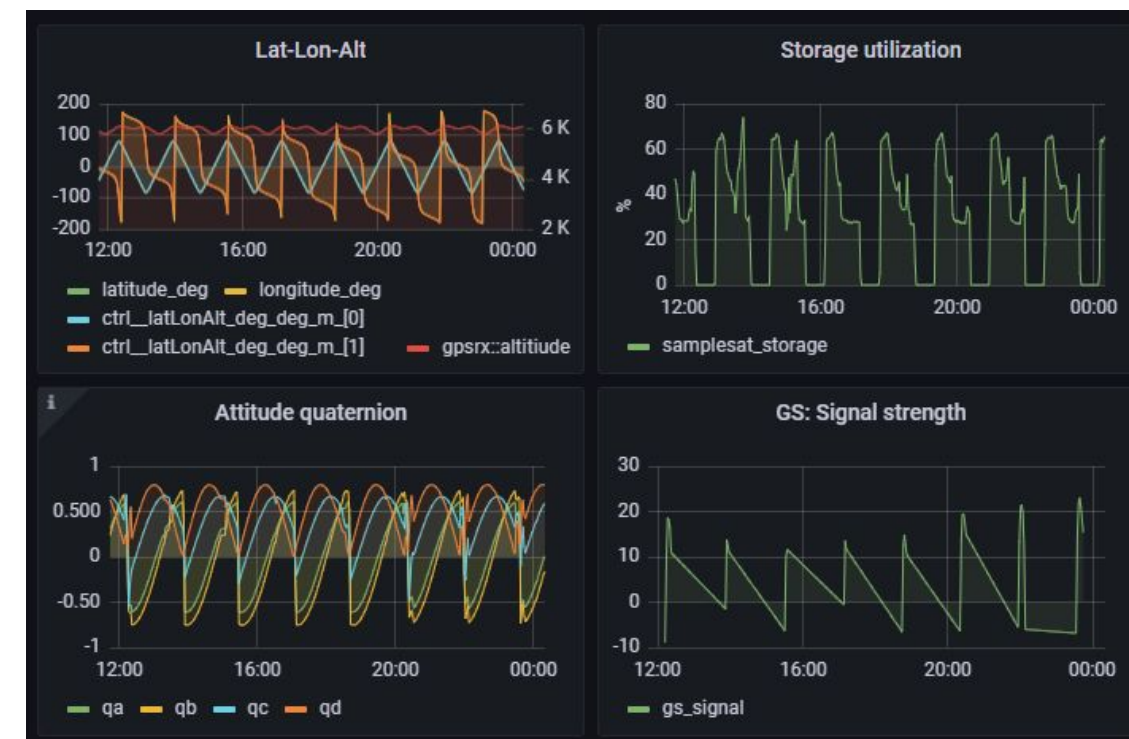 Lat-Lon-Alt
200
100
0
-100
-200
6 K
4 K
2 K
12:00 16:00 20:00 00:00
latitude_deg longitude_deg
ctrl__latLonAlt_deg_deg_m_[0]
ctrl__latLonAlt_deg_deg_m_[1] gpsrx::altitiude
Storage utilization
80
60
40
20
0
%
12:00 16:00 20:00 00:00
samplesat_storage
i
Attitude quaternion
1
0.500
0
-0.50
-1
12:00 16:00 20:00 00:00
qa qb qc qd
GS: Signal strength
30
20
10
0
-10
12:00 16:00 20:00 00:00
gs_signal